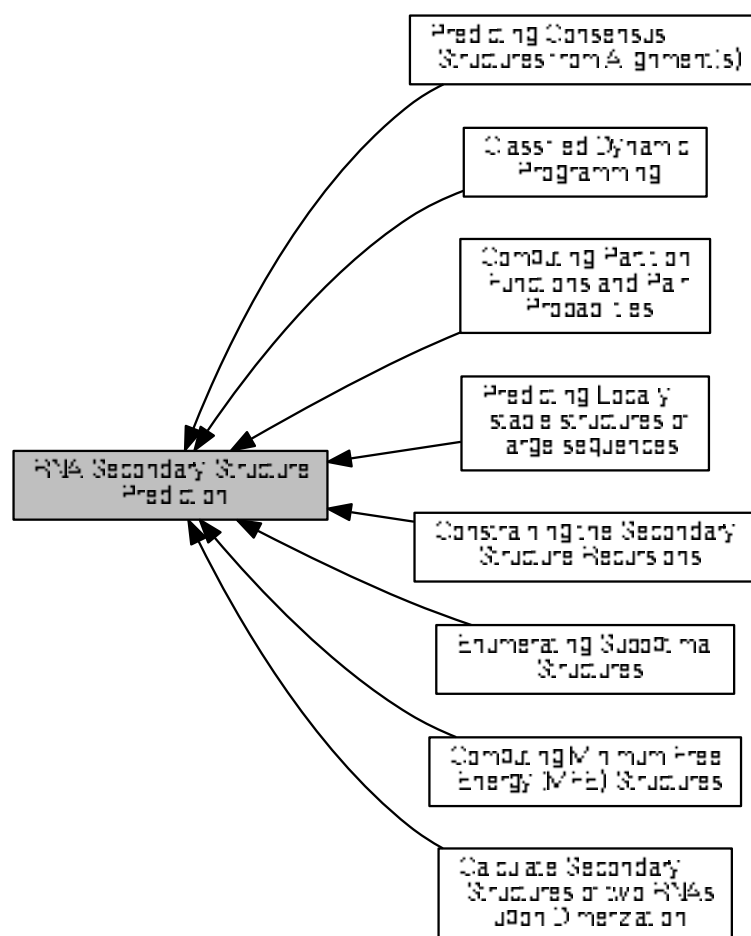 Predicting Consensus
Structures from Alignment(s)
Classified Dynamic
Programming
Computing Partition
Functions and Pair
Probabilities
Predicting Locally
stable structures of
large sequences
RNA Secondary Structure
Prediction
Constraining the Secondary
Structure Recursions
Enumerating Suboptimal
Structures
Computing Minimum Free
Energy (MFE) Structures
Calculate Secondary
Structures of two RNAs
upon Dimerization